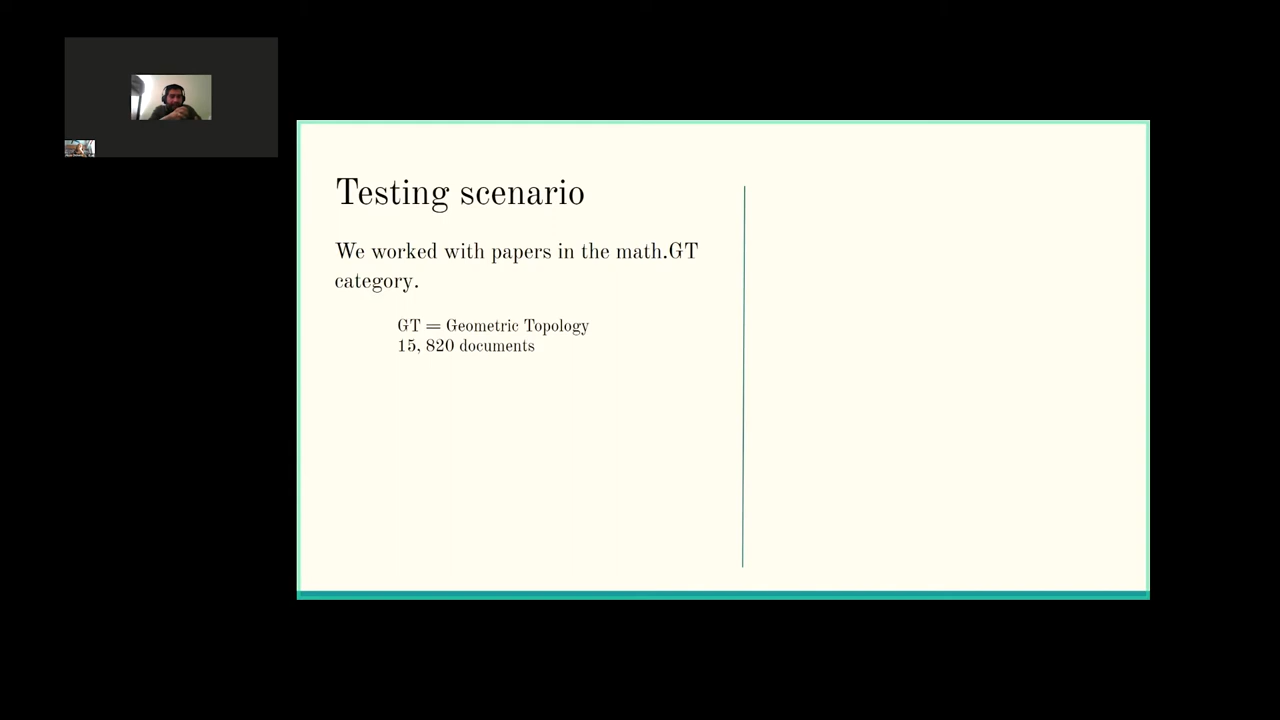 Testing scenario
We worked with papers in the math.GT
category.
GT = Geometric Topology
15, 820 documents